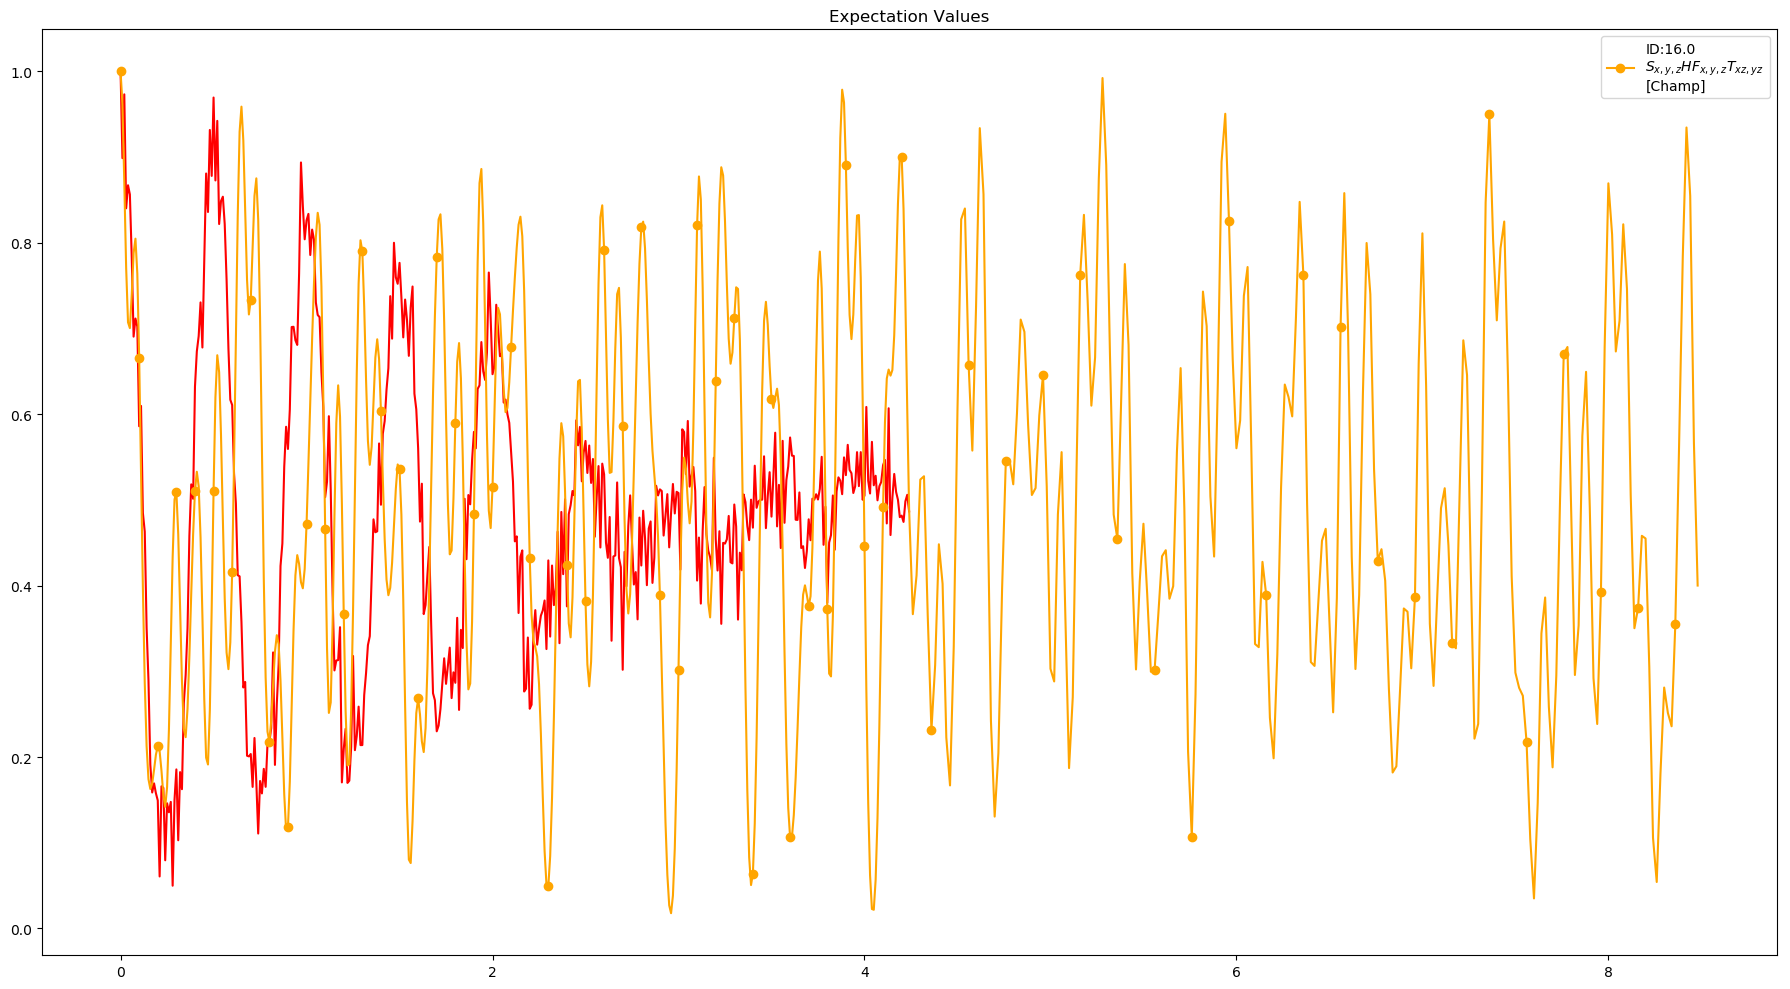 Expectation Values
ID:16.0
S_{x,y,z}HF_{x,y,z}T_{xz,yz}
[Champ]
1.0
0.8
0.6
0.4
0.2
0.0
0 2 4 6 8